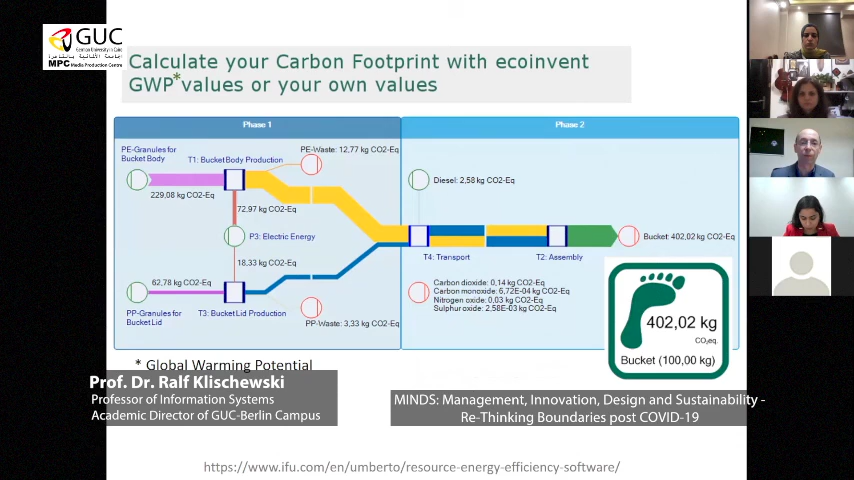 GUC
German University in Cairo
الجامعة الألمانية بالقاهرة
MPC Media Production Centre
Calculate your Carbon Footprint with ecoinvent
GWP* values or your own values
Phase 1
Phase 2
PE-Granules for
Bucket Body
T1: Bucket Body Production
PE-Waste: 12,77 kg CO2-Eq
229,08 kg CO2-Eq
Diesel: 2,58 kg CO2-Eq
72,97 kg CO2-Eq
P3: Electric Energy
Bucket: 402,02 kg CO2-Eq
T4: Transport
T2: Assembly
18,33 kg CO2-Eq
62,78 kg CO2-Eq
Carbon dioxide: 0,14 kg CO2-Eq
Carbon monoxide: 6,72E-04 kg CO2-Eq
Nitrogen oxide: 0,03 kg CO2-Eq
Sulphur oxide: 2,58E-03 kg CO2-Eq
PP-Granules for
Bucket Lid
T3: Bucket Lid Production
PP-Waste: 3,33 kg CO2-Eq
402,02 kg
CO₂eq.
Bucket (100,00 kg)
* Global Warming Potential
Prof. Dr. Ralf Klischewski
Professor of Information Systems
Academic Director of GUC-Berlin Campus
MINDS: Management, Innovation, Design and Sustainability -
Re-Thinking Boundaries post COVID-19
https://www.ifu.com/en/umberto/resource-energy-efficiency-software/